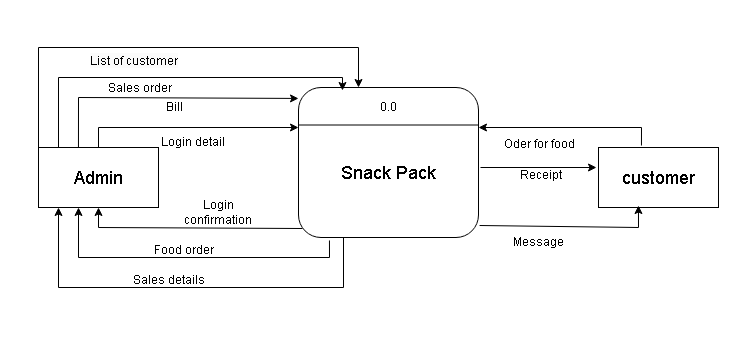 List of customer
Sales order
Bill
0.0
Login detail
Oder for food
Admin
Snack Pack
Receipt
customer
Login
confirmation
Message
Food order
Sales details